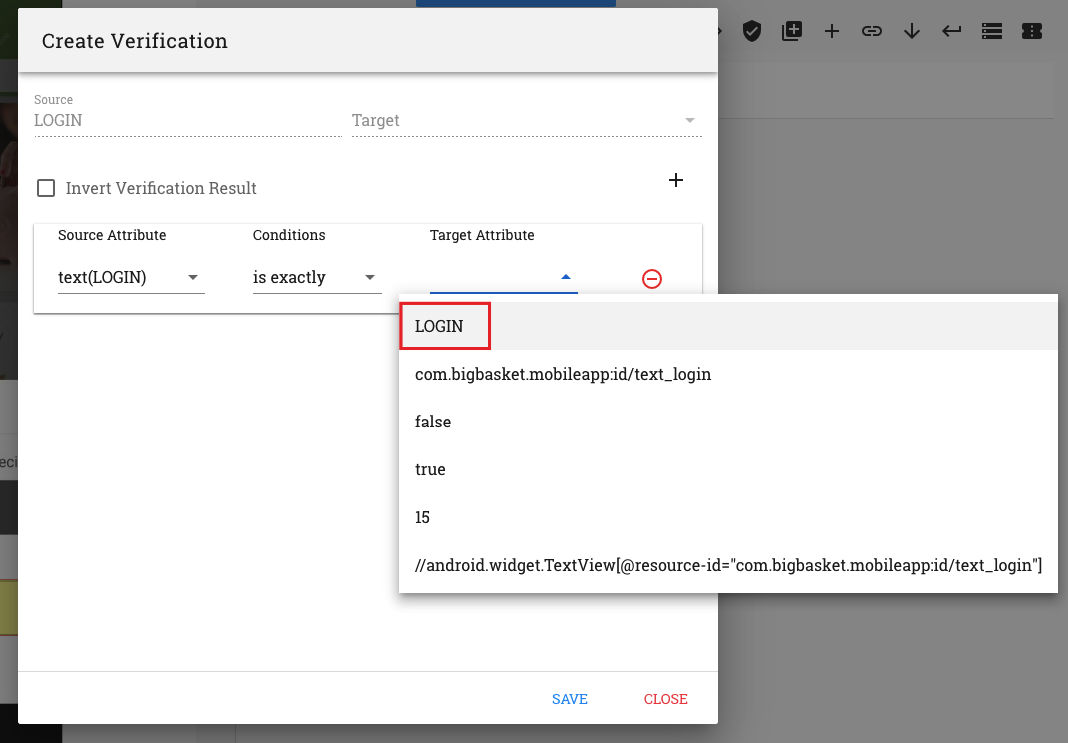 Create Verification
Source
LOGIN
Target
Invert Verification Result
Source Attribute Conditions Target Attribute
text(LOGIN) is exactly
LOGIN
com.bigbasket.mobileapp:id/text_login
false
true
15
//android.widget.TextView[@resource-id="com.bigbasket.mobileapp:id/text_login"]
eci
SAVE CLOSE